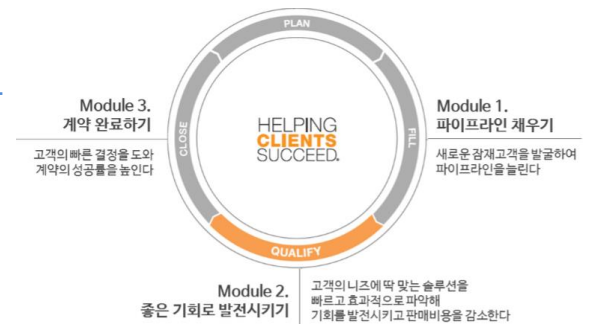 PLAN
Module 3.
계약 완료하기
고객의 빠른 결정을 도와
계약의 성공률을 높인다
CLOSE
HELPING
CLIENTS
SUCCEED.
FILL
Module 1.
파이프라인 채우기
새로운 잠재고객을 발굴하여
파이프라인을 늘린다
QUALIFY
Module 2.
좋은 기회로 발전시키기
고객의 니즈에 딱 맞는 솔루션을
빠르고 효과적으로 파악해
기회를 발전시키고 판매비용을 감소한다